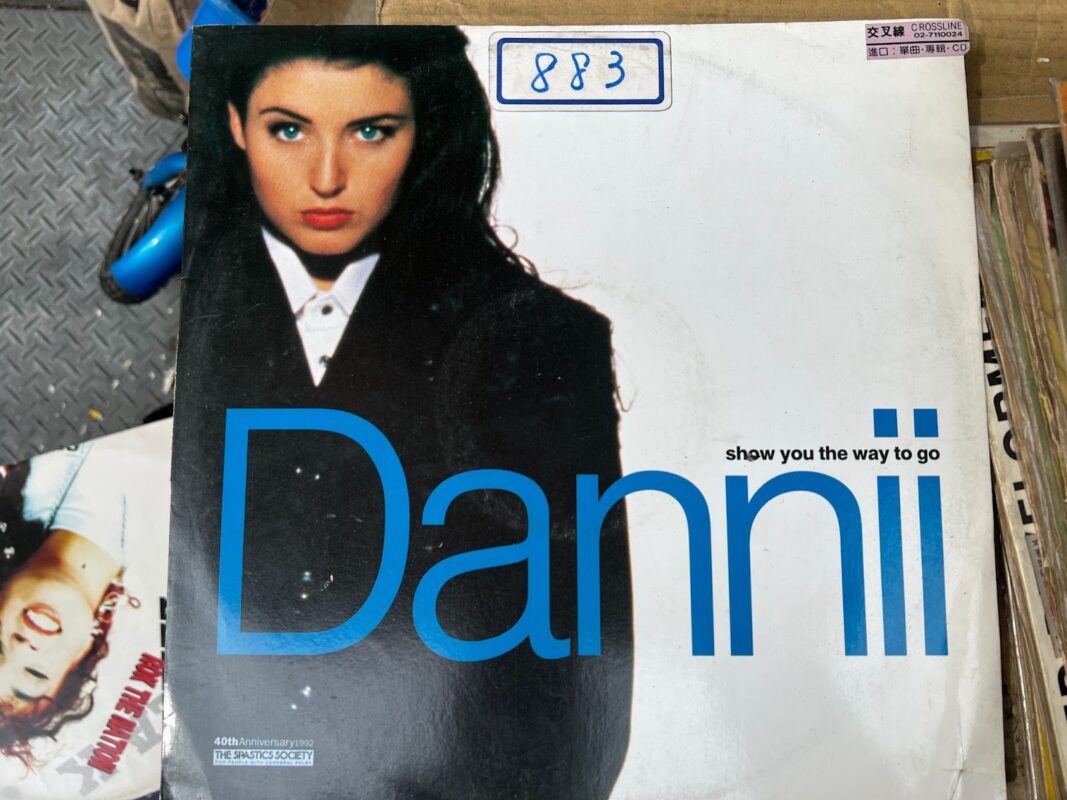 交叉線 CROSSLINE
02-7110024
進口：單曲・專輯・CD
883
show you the way to go
Dannii
40thAnniversary1992
THE SPASTICS SOCIETY
FOR PEOPLE WITH CEREBRAL PALSY
ROK THE NATION